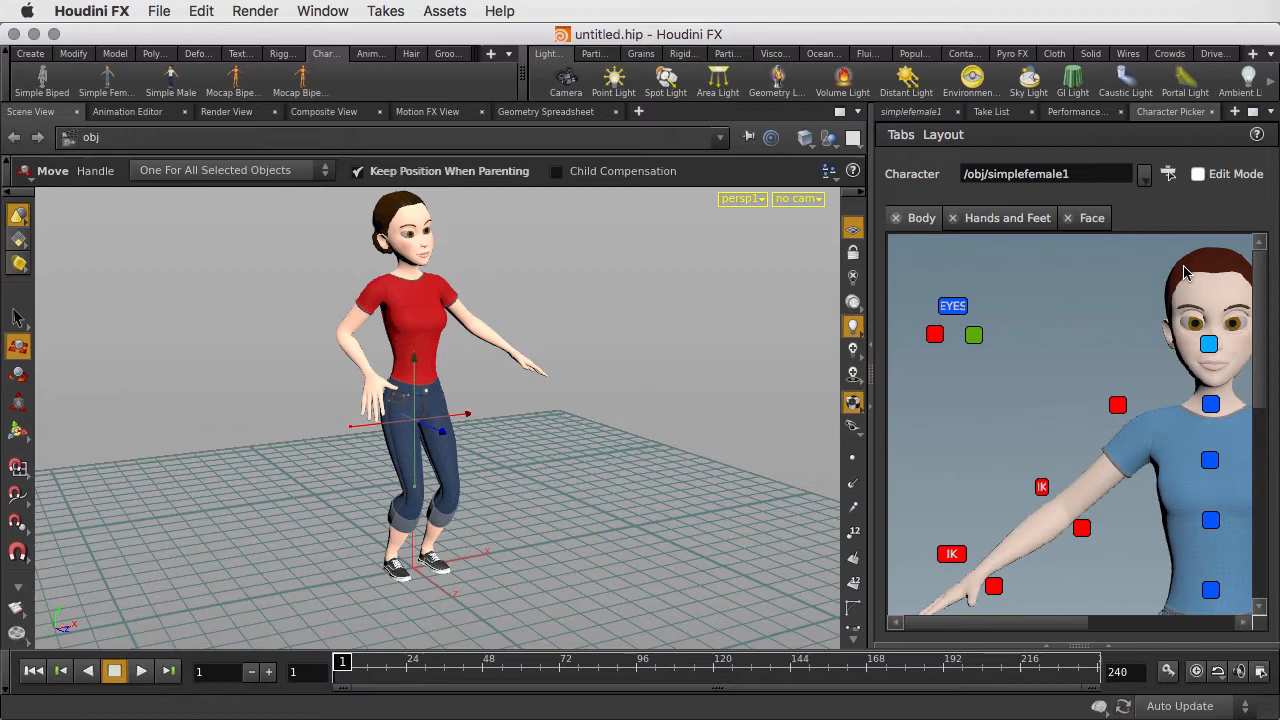 Houdini FX File Edit Render Window Takes Assets Help
untitled.hip - Houdini FX
Create Modify Model Poly... Defo... Text... Rigg... Char... Anim... Hair Groo... Light... Parti... Grains Rigid... Parti... Visco... Ocean... Flui... Popul... Conta... Pyro FX Cloth Solid Wires Crowds Drive...
Simple Biped Simple Fem... Simple Male Mocap Bipe... Mocap Bipe... Camera Point Light Spot Light Area Light Geometry L... Volume Light Distant Light Environme... Sky Light GI Light Caustic Light Portal Light Ambient L
Scene View Animation Editor Render View Composite View Motion FX View Geometry Spreadsheet simplefemale1 Take List Performance... Character Picker
obj Tabs Layout
Move Handle One For All Selected Objects Keep Position When Parenting Child Compensation Character /obj/simplefemale1 Edit Mode
persp1 no cam
Body Hands and Feet Face
EYES
IK
IK
12
12
x
z
y
x
z
1 1 1 24 48 72 96 120 144 168 192 216 240
Auto Update